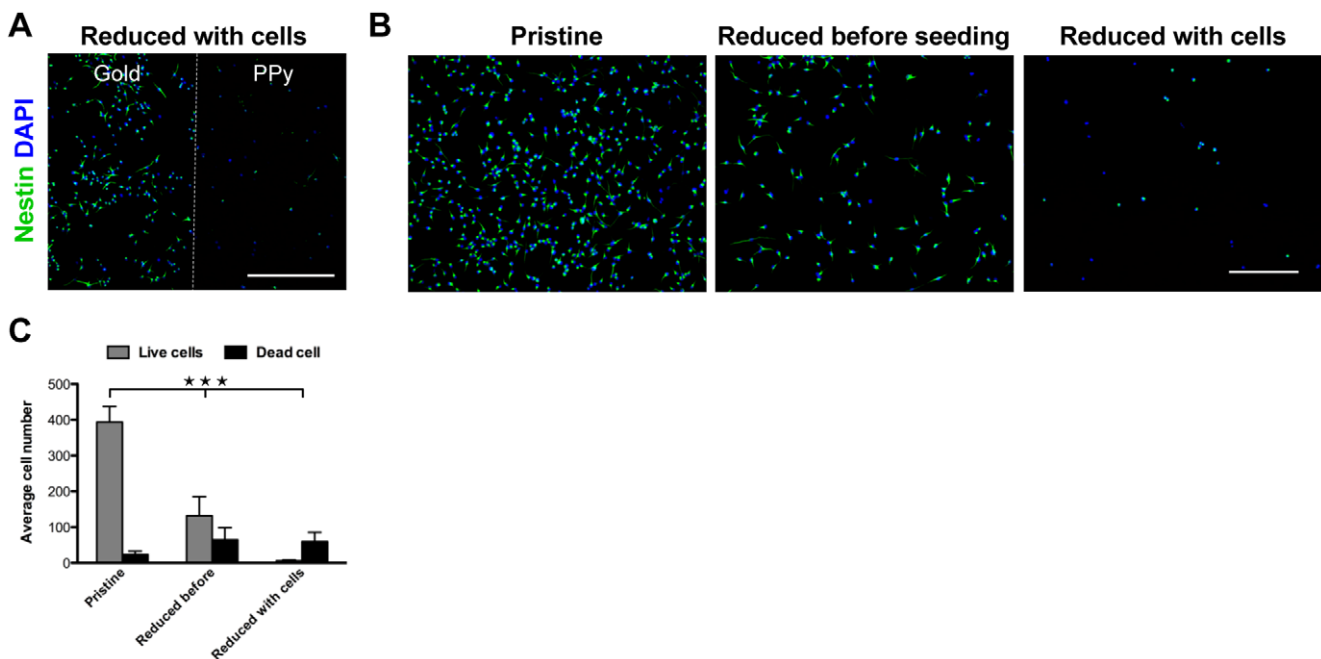 A
Reduced with cells
Gold
PPy
Nestin DAPI
B
Pristine
Reduced before seeding
Reduced with cells
C
Live cells
Dead cell
★★★
500
400
300
200
100
0
Average cell number
Pristine
Reduced before
Reduced with cells